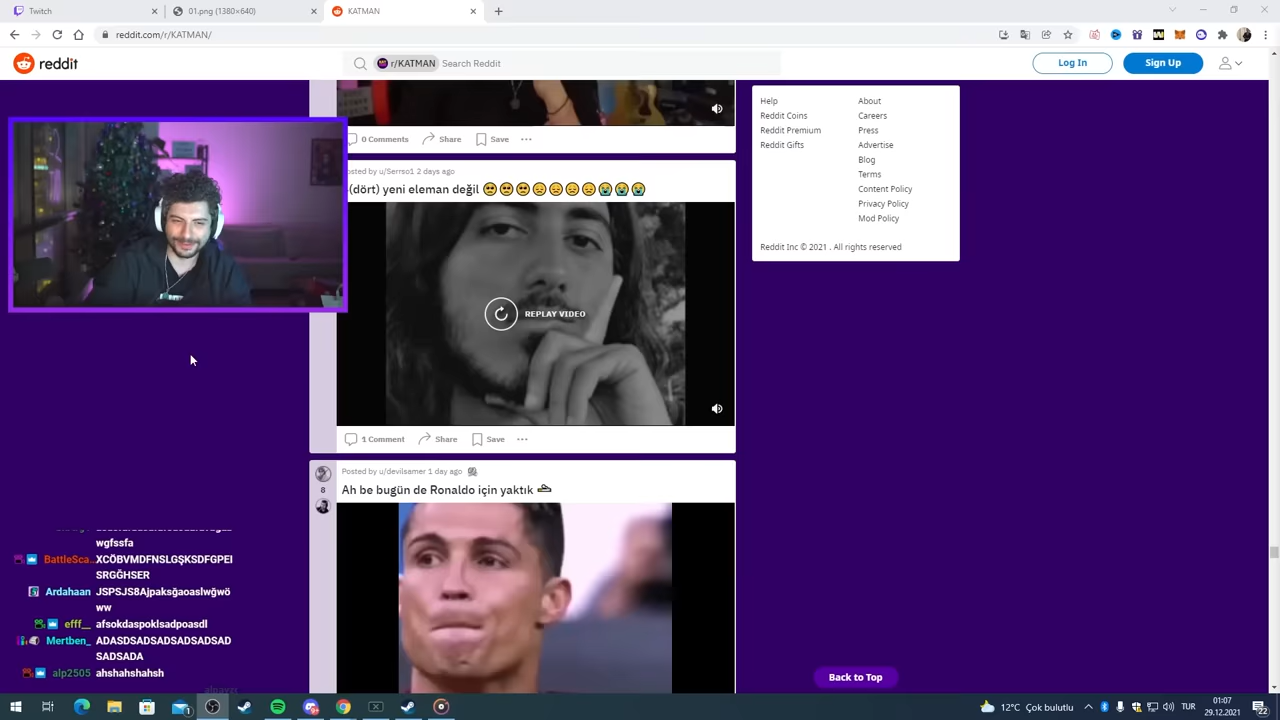 Twitch
01.png (1380×640)
KATMAN
reddit.com/r/KATMAN/
reddit
r/KATMAN
Search Reddit
Log In
Sign Up
0 Comments
Share
Save
Help
Reddit Coins
Reddit Premium
Reddit Gifts
About
Careers
Press
Advertise
Blog
Terms
Content Policy
Privacy Policy
Mod Policy
Reddit Inc © 2021 . All rights reserved
u/Serrso1 2 days ago
(dört) yeni eleman değil 🥺🥺🥺😞😞😞😞😭😭😭
REPLAY VIDEO
1 Comment
Share
Save
Posted by u/devilsamer 1 day ago
8
Ah be bugün de Ronaldo için yaktık 🚬
wgfssfa
BattleSca... XCÖBVMDFNSLGŞKSDFGPEI
SRGĞHSER
Ardahaan JSPSJS8Ajpaksğaoaslwğwö
ww
efff__ afsokdaspoklsadpoasdl
Mertben_ ADASDSADSADSADSADSAD
SADSADA
alp2505 ahshahshahsh
Back to Top
12°C Çok bulutlu
TUR
01:07
29.12.2021
22